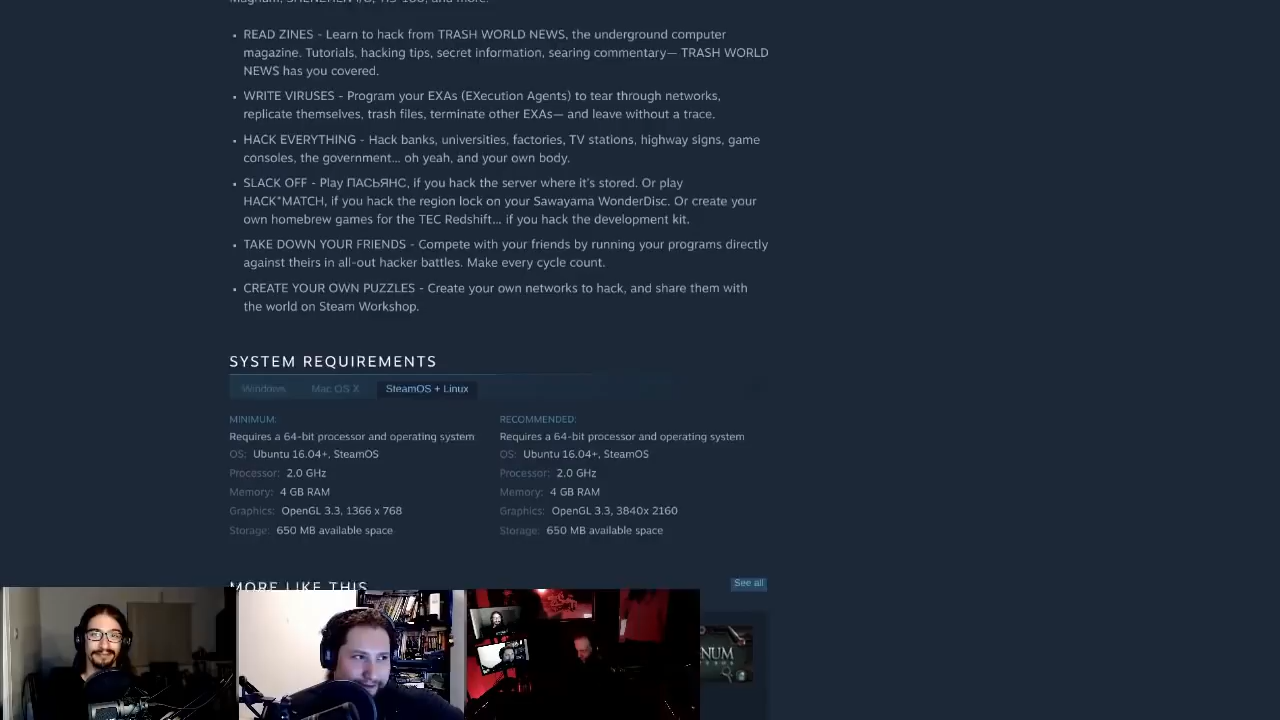 Magnum, SHENZHEN I/O, TIS-100, and more.
READ ZINES - Learn to hack from TRASH WORLD NEWS, the underground computer
magazine. Tutorials, hacking tips, secret information, searing commentary— TRASH WORLD
NEWS has you covered.
WRITE VIRUSES - Program your EXAs (EXecution Agents) to tear through networks,
replicate themselves, trash files, terminate other EXAs— and leave without a trace.
HACK EVERYTHING - Hack banks, universities, factories, TV stations, highway signs, game
consoles, the government... oh yeah, and your own body.
SLACK OFF - Play ПАСЬЯНС, if you hack the server where it's stored. Or play
HACK*MATCH, if you hack the region lock on your Sawayama WonderDisc. Or create your
own homebrew games for the TEC Redshift... if you hack the development kit.
TAKE DOWN YOUR FRIENDS - Compete with your friends by running your programs directly
against theirs in all-out hacker battles. Make every cycle count.
CREATE YOUR OWN PUZZLES - Create your own networks to hack, and share them with
the world on Steam Workshop.
SYSTEM REQUIREMENTS
Windows Mac OS X SteamOS + Linux
MINIMUM:
Requires a 64-bit processor and operating system
OS: Ubuntu 16.04+, SteamOS
Processor: 2.0 GHz
Memory: 4 GB RAM
Graphics: OpenGL 3.3, 1366 x 768
Storage: 650 MB available space
RECOMMENDED:
Requires a 64-bit processor and operating system
OS: Ubuntu 16.04+, SteamOS
Processor: 2.0 GHz
Memory: 4 GB RAM
Graphics: OpenGL 3.3, 3840x 2160
Storage: 650 MB available space
MORE LIKE THIS
See all
NUM